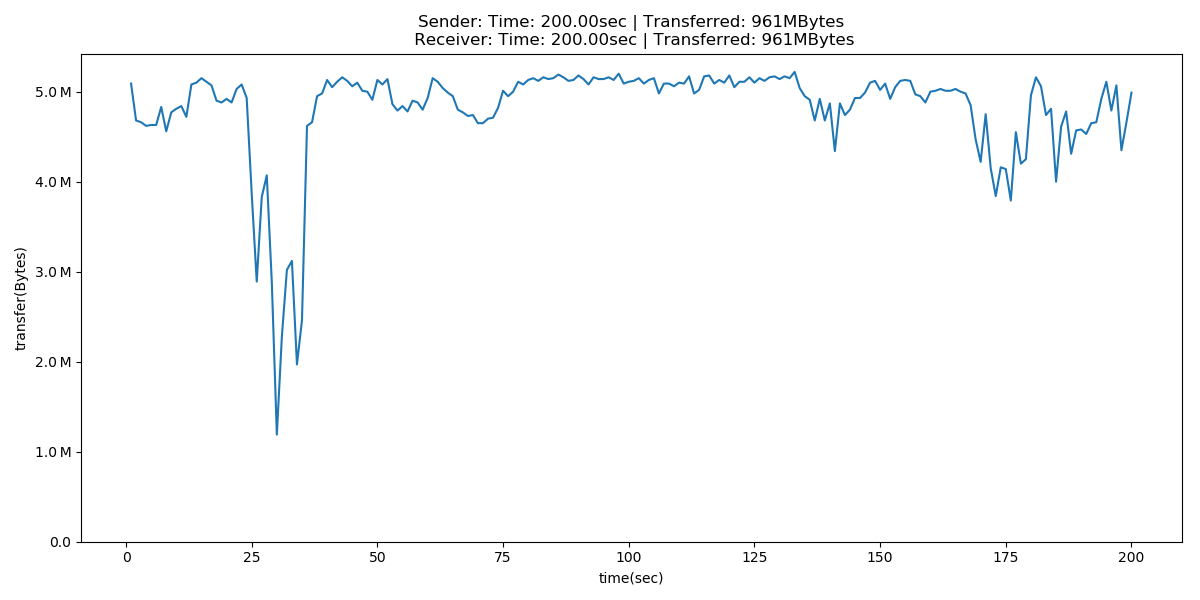 Sender: Time: 200.00sec | Transferred: 961MBytes
Receiver: Time: 200.00sec | Transferred: 961MBytes
transfer(Bytes)
5.0 M
4.0 M
3.0 M
2.0 M
1.0 M
0.0
0 25 50 75 100 125 150 175 200
time(sec)